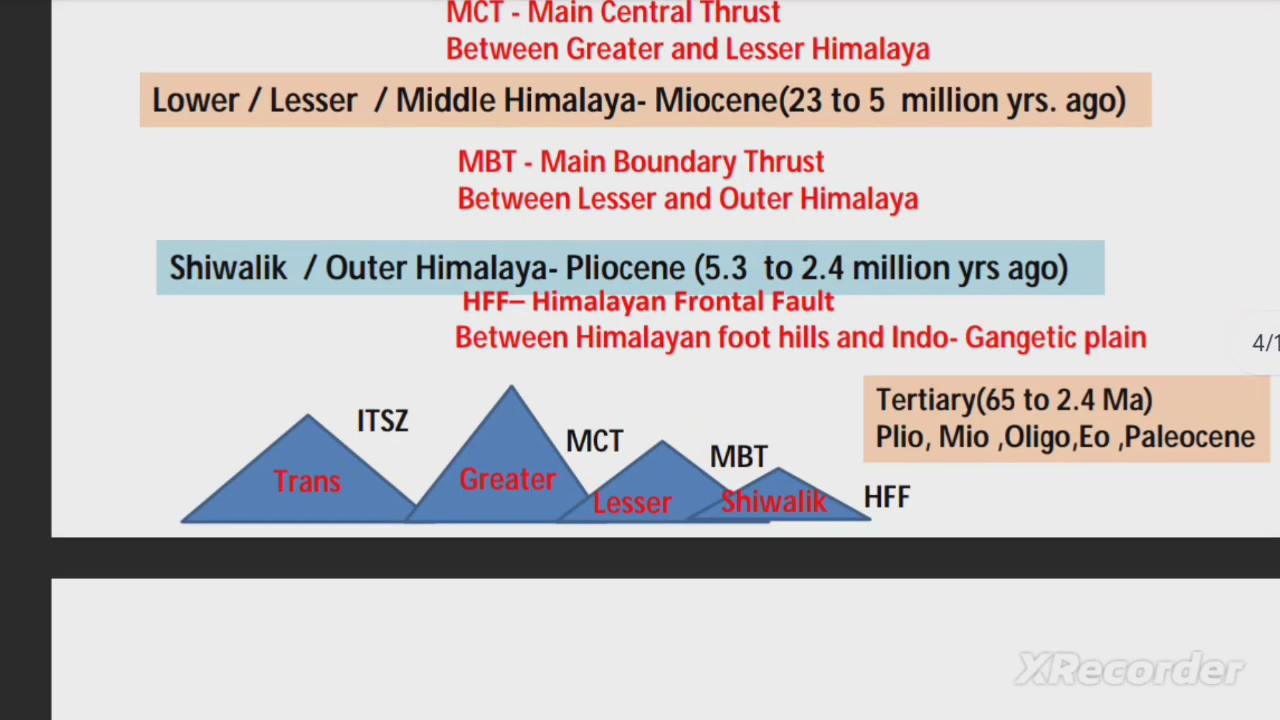 MCT - Main Central Thrust
Between Greater and Lesser Himalaya
Lower / Lesser / Middle Himalaya- Miocene(23 to 5 million yrs. ago)
MBT - Main Boundary Thrust
Between Lesser and Outer Himalaya
Shiwalik / Outer Himalaya- Pliocene (5.3 to 2.4 million yrs ago)
HFF– Himalayan Frontal Fault
Between Himalayan foot hills and Indo- Gangetic plain
4/1
Tertiary(65 to 2.4 Ma)
Plio, Mio ,Oligo,Eo ,Paleocene
ITSZ
MCT
MBT
HFF
Trans
Greater
Lesser
Shiwalik
XRecorder